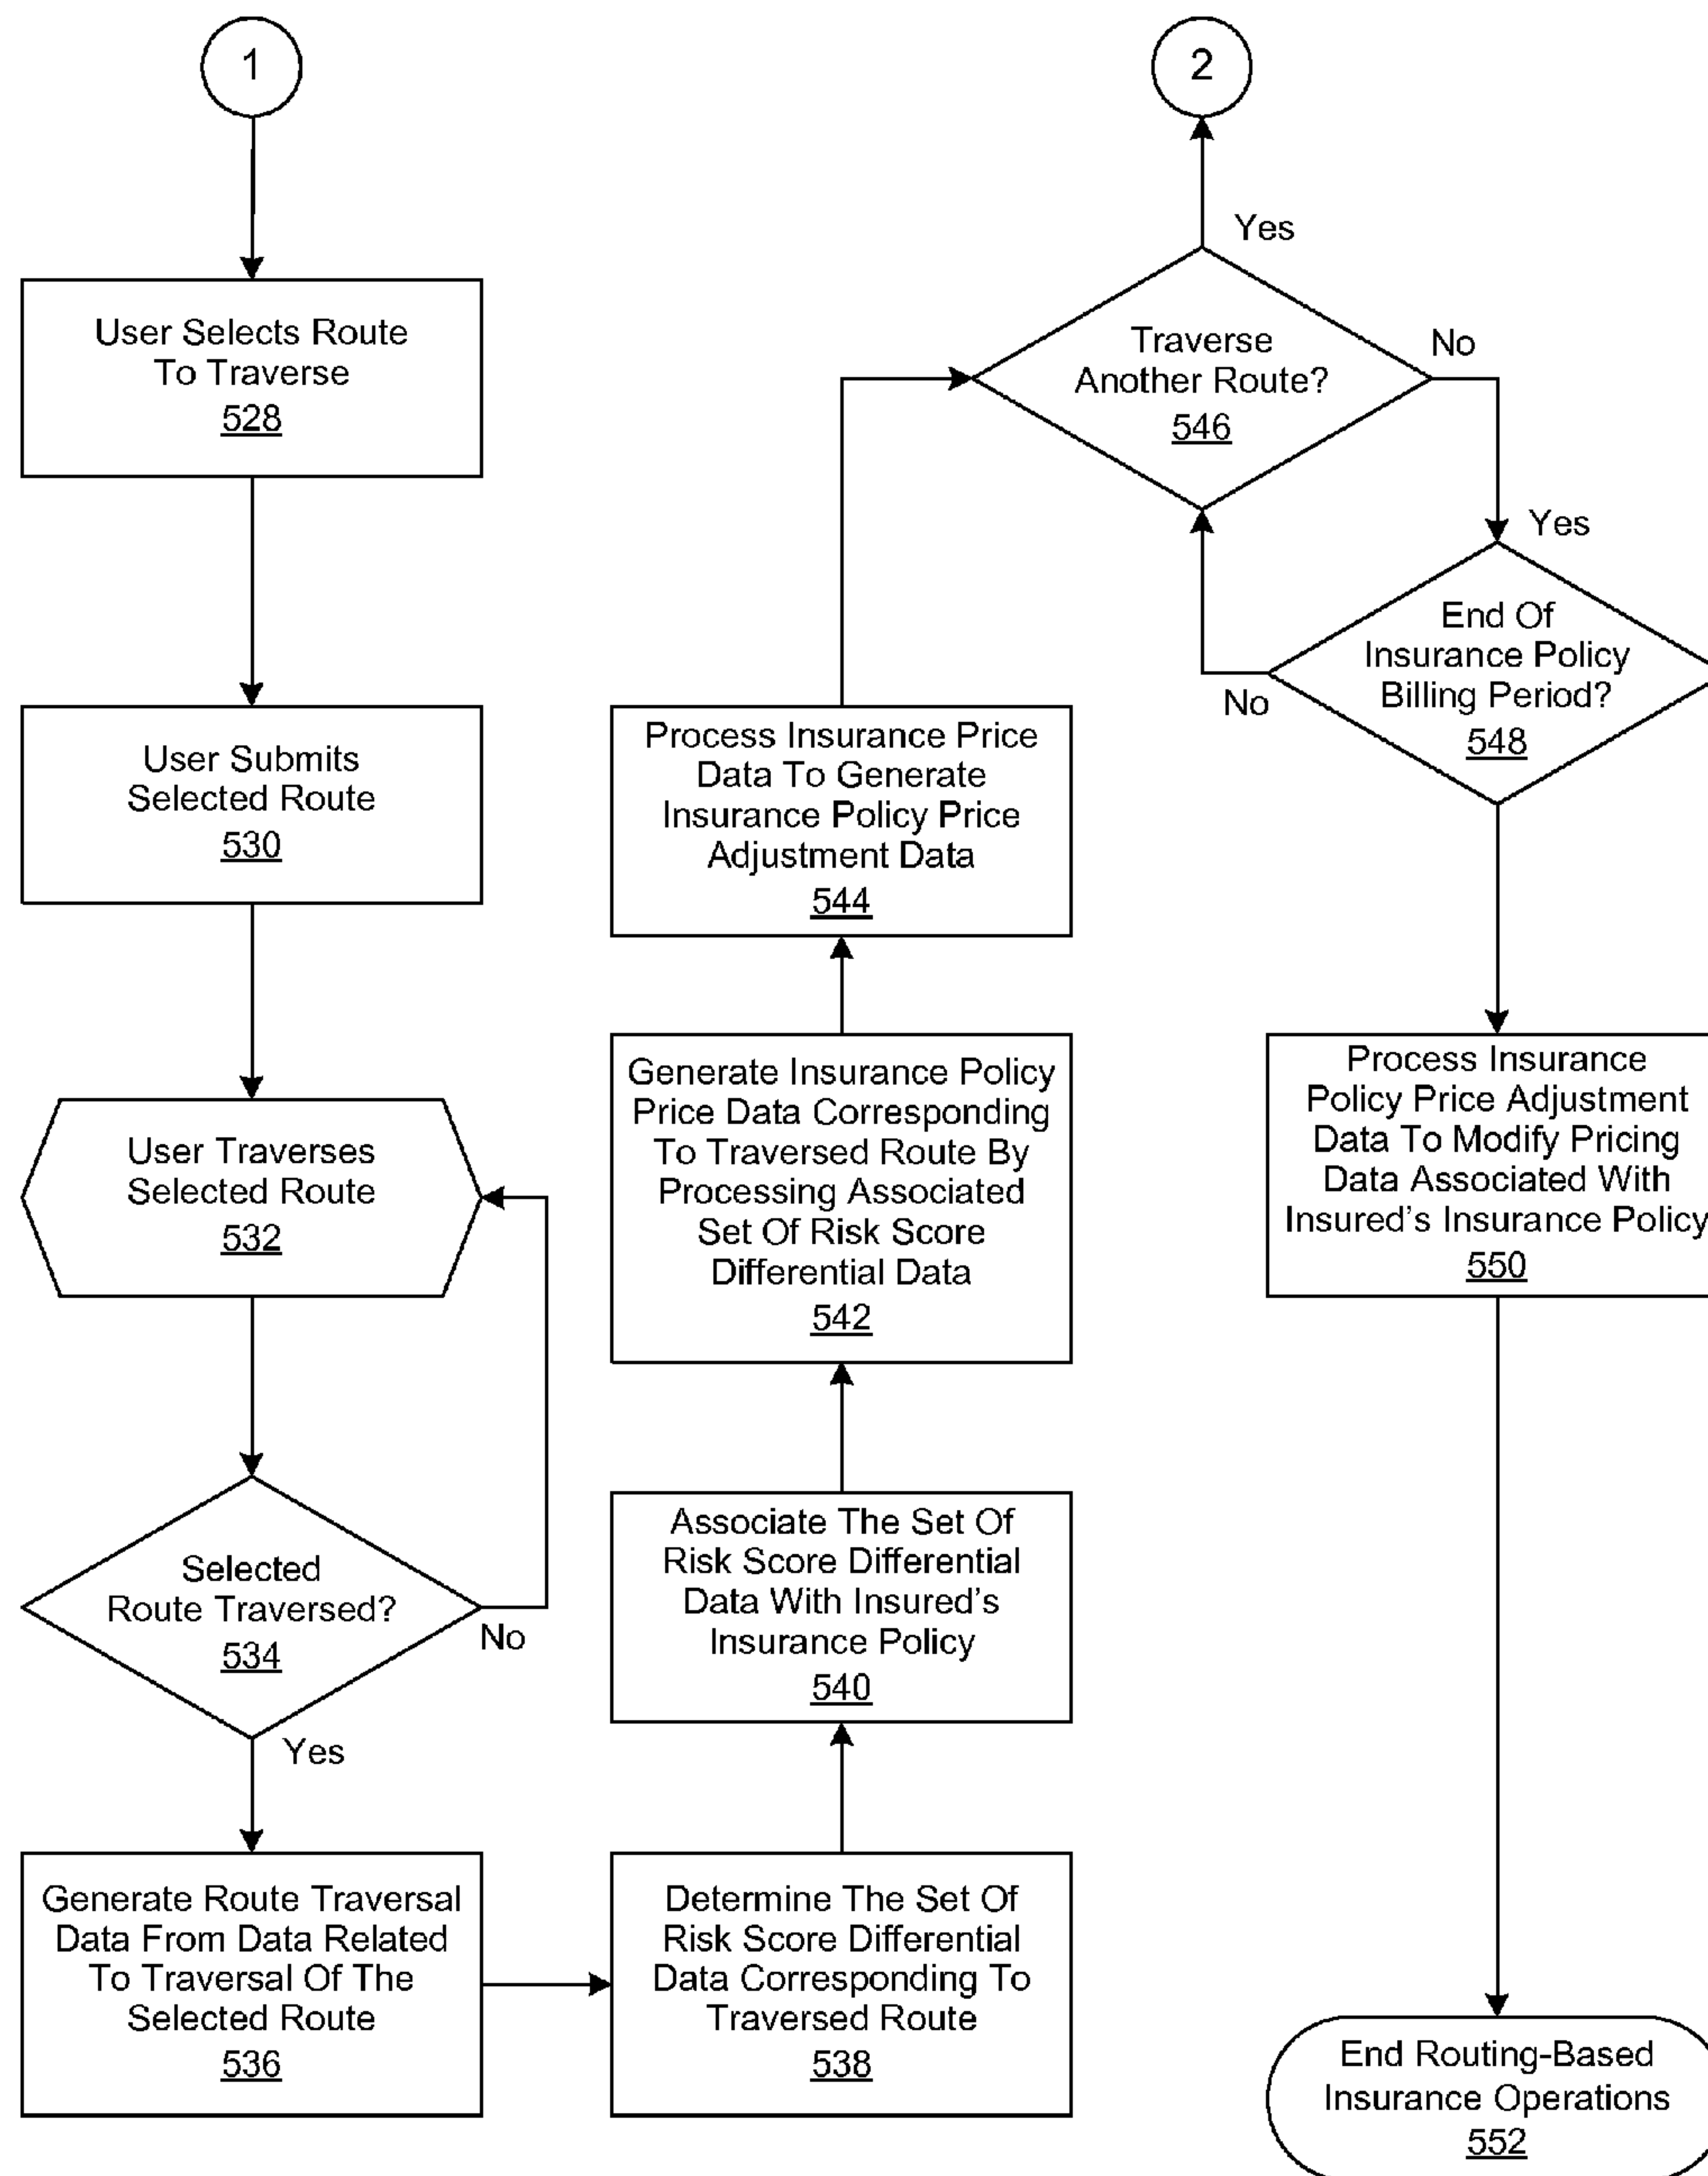 1
User Selects Route
To Traverse
528
User Submits
Selected Route
530
User Traverses
Selected Route
532
Selected
Route Traversed?
534
No
Yes
Generate Route Traversal
Data From Data Related
To Traversal Of The
Selected Route
536
Determine The Set Of
Risk Score Differential
Data Corresponding To
Traversed Route
538
Associate The Set Of
Risk Score Differential
Data With Insured's
Insurance Policy
540
Generate Insurance Policy
Price Data Corresponding
To Traversed Route By
Processing Associated
Set Of Risk Score
Differential Data
542
Process Insurance Price
Data To Generate
Insurance Policy Price
Adjustment Data
544
2
Yes
Traverse
Another Route?
546
No
Yes
End Of
Insurance Policy
Billing Period?
548
No
Process Insurance
Policy Price Adjustment
Data To Modify Pricing
Data Associated With
Insured's Insurance Policy
550
End Routing-Based
Insurance Operations
552